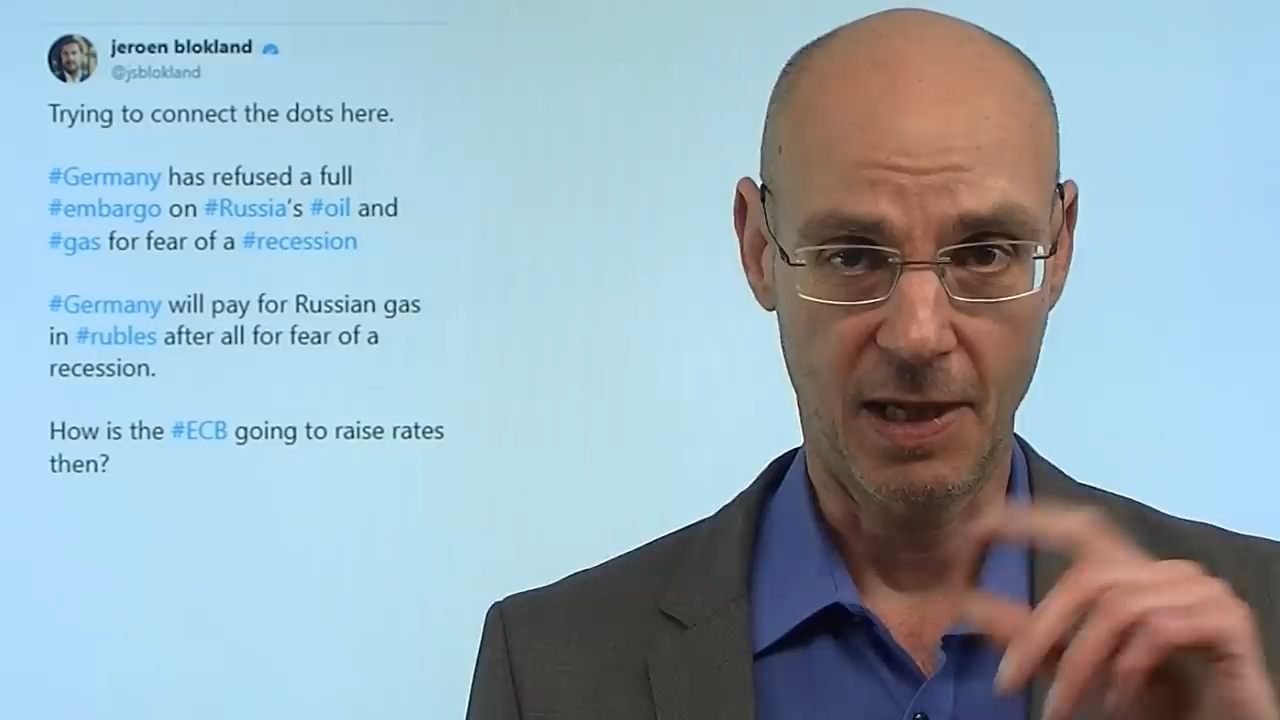 jeroen blokland
@jsblokland
Trying to connect the dots here.
#Germany has refused a full
#embargo on #Russia's #oil and
#gas for fear of a #recession
#Germany will pay for Russian gas
in #rubles after all for fear of a
recession.
How is the #ECB going to raise rates
then?